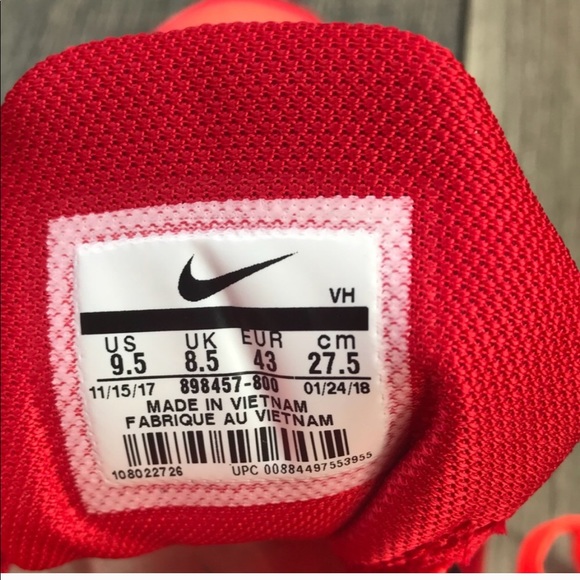 VH
US UK EUR cm
9.5 8.5 43 27.5
11/15/17 898457-800 01/24/18
MADE IN VIETNAM
FABRIQUE AU VIETNAM
108022726 UPC 00884497553955